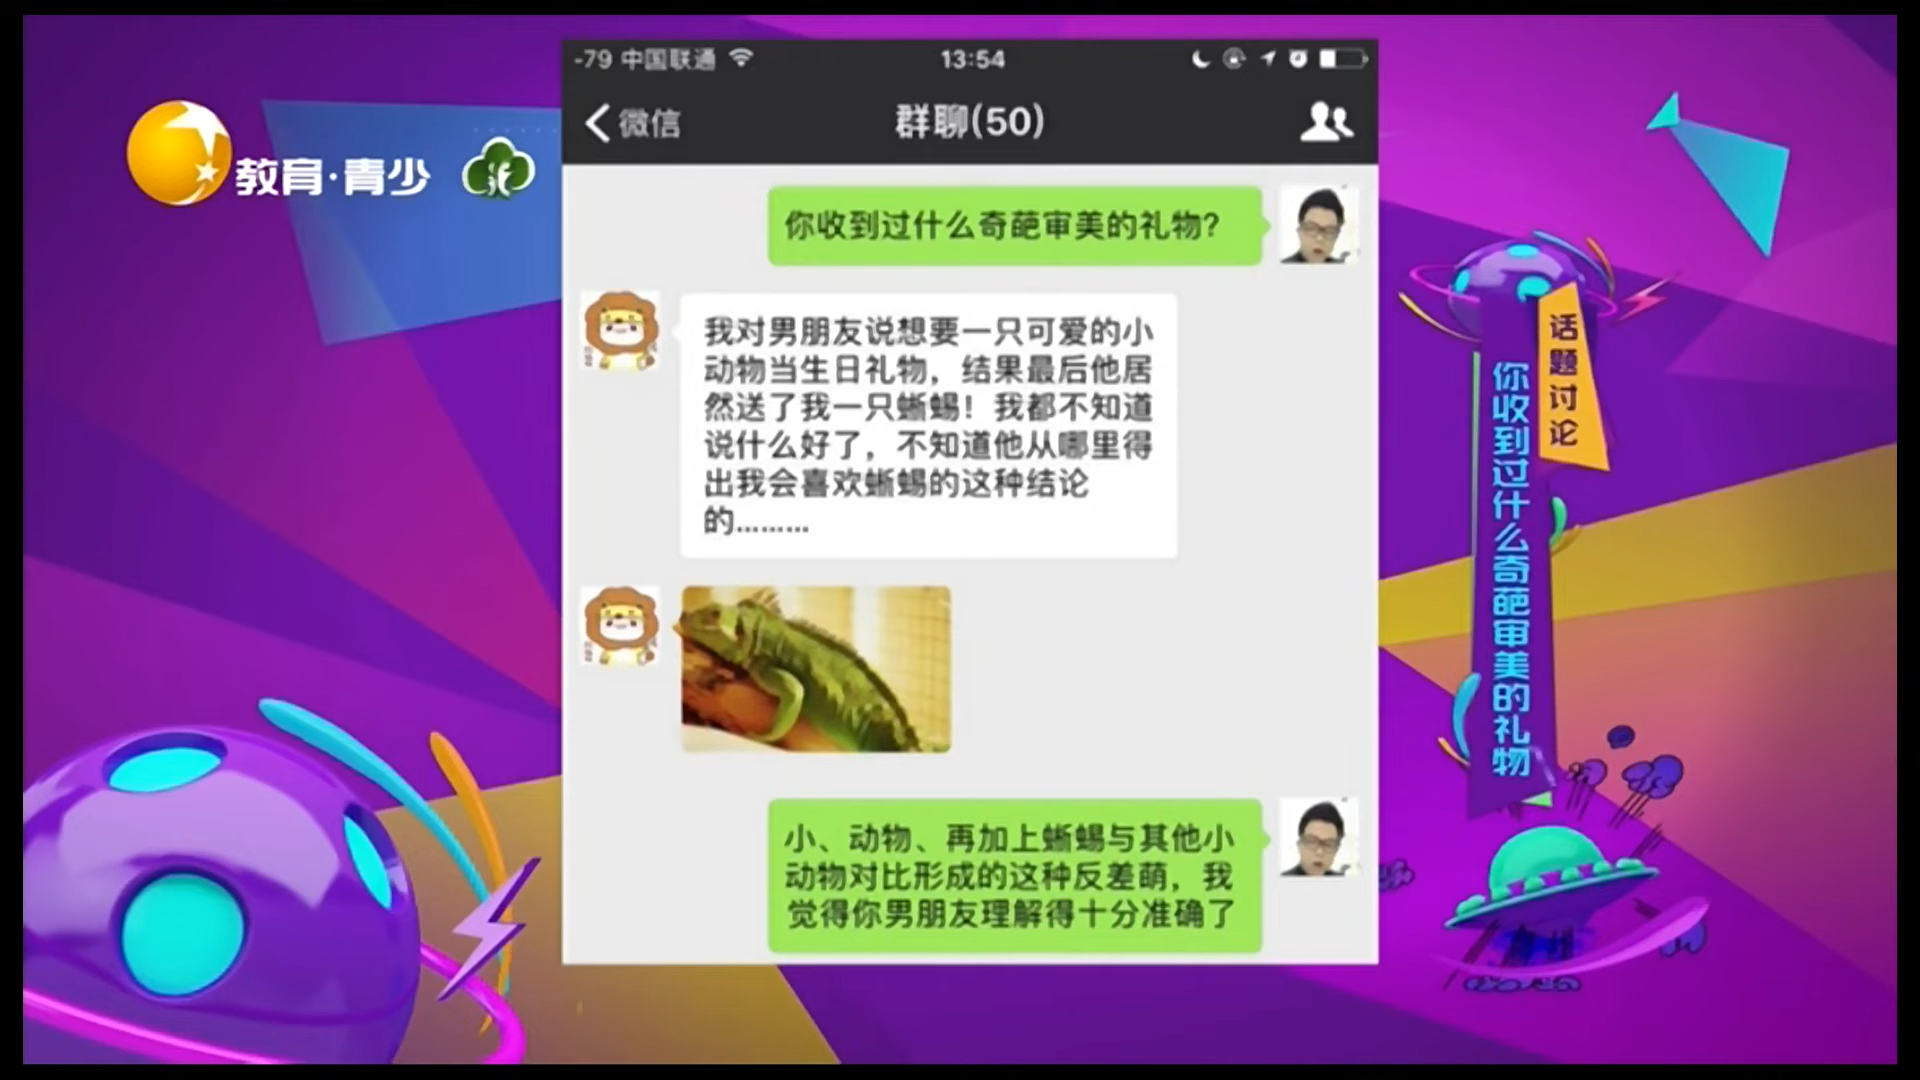 -79 中国联通 13:54
微信 群聊(50)
教育·青少
你收到过什么奇葩审美的礼物?
我对男朋友说想要一只可爱的小
动物当生日礼物，结果最后他居
然送了我一只蜥蜴！我都不知道
说什么好了，不知道他从哪里得
出我会喜欢蜥蜴的这种结论
的………
小、动物、再加上蜥蜴与其他小
动物对比形成的这种反差萌，我
觉得你男朋友理解得十分准确了
话题讨论
你收到过什么奇葩审美的礼物